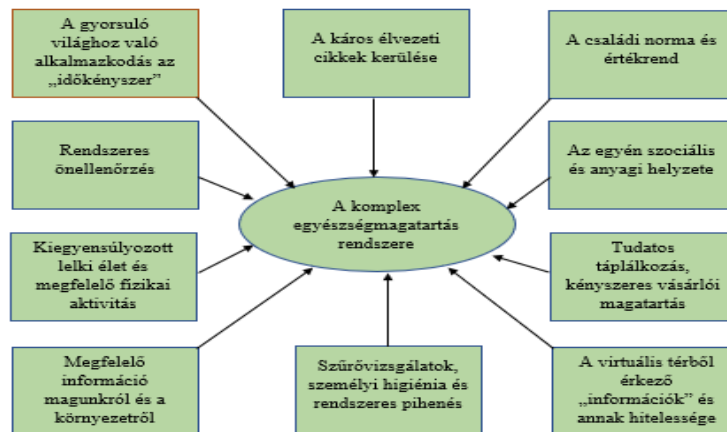 A gyorsuló
világhoz való
alkalmazkodás az
„időkényszer”
A káros élvezeti
cikkek kerülése
A családi norma és
értékrend
Rendszeres
önellenőrzés
Az egyén szociális
és anyagi helyzete
A komplex
egyészségmagatartás
rendszere
Kiegyensúlyozott
lelki élet és
megfelelő fízikai
aktivitás
Tudatos
táplálkozás,
kényszeres vásárlói
magatartás
Megfelelő
információ
magunkról és a
környezetről
Szűrővizsgálatok,
személyi higiénia és
rendszeres pihenés
A virtuális térből
érkező
„információk” és
annak hitelessége